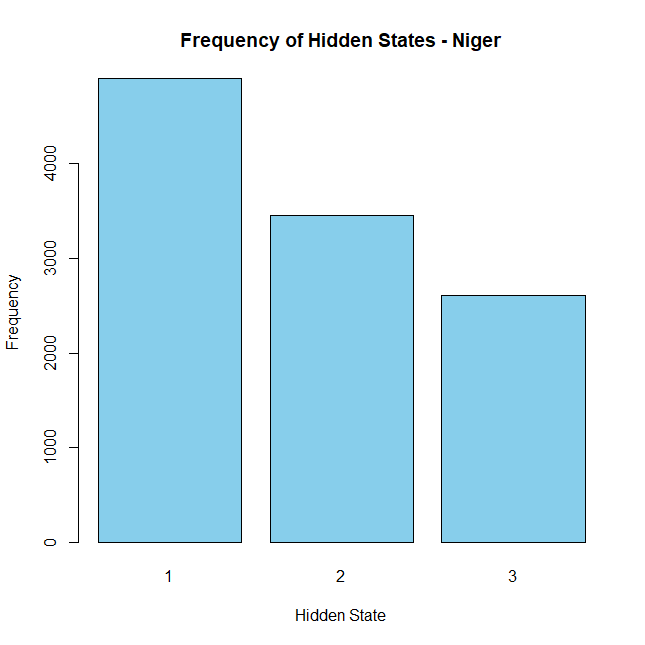 Frequency of Hidden States - Niger
Frequency
4000
3000
2000
1000
0
1 2 3
Hidden State